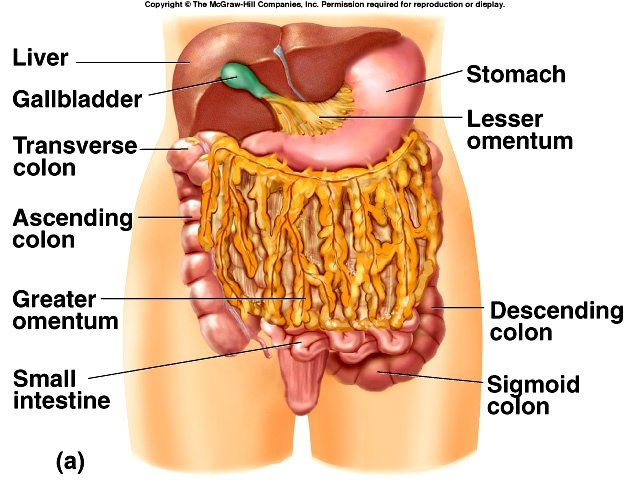 Copyright © The McGraw-Hill Companies, Inc. Permission required for reproduction or display.
Liver
Gallbladder
Transverse
colon
Ascending
colon
Greater
omentum
Small
intestine
Stomach
Lesser
omentum
Descending
colon
Sigmoid
colon
(a)